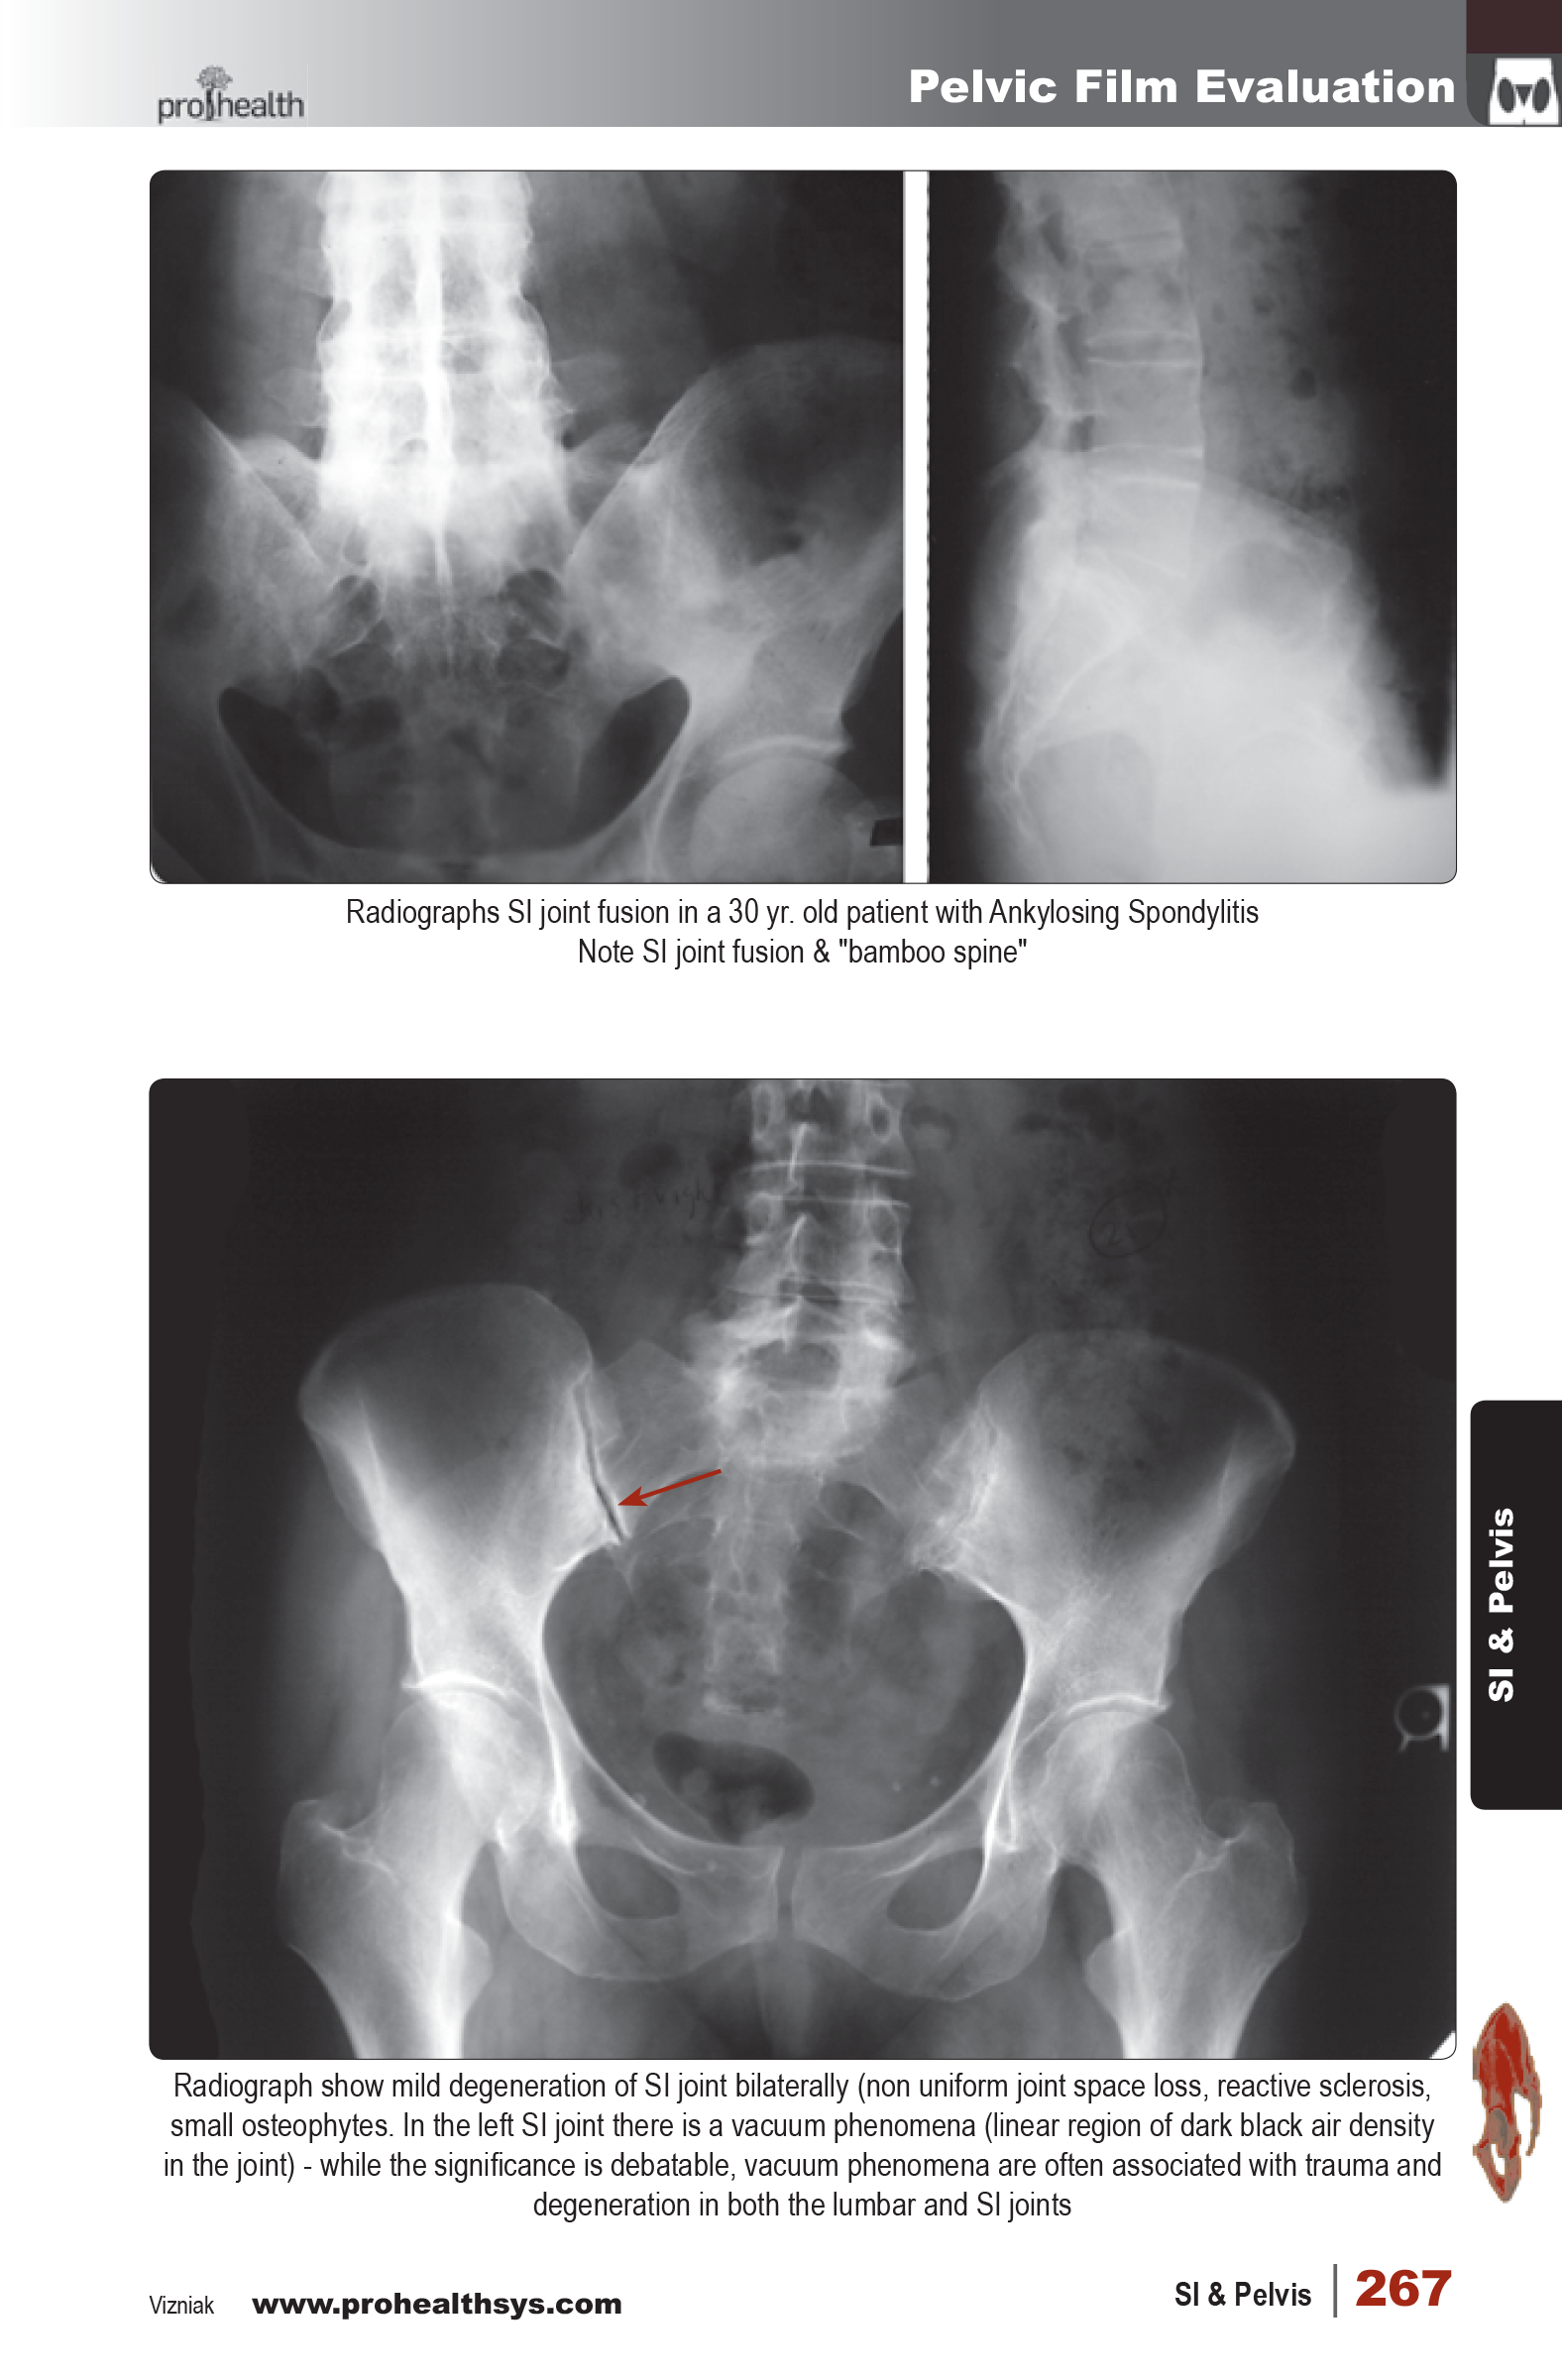 prohealth
Pelvic Film Evaluation
Radiographs SI joint fusion in a 30 yr. old patient with Ankylosing Spondylitis
Note SI joint fusion & "bamboo spine"
SI & Pelvis
Radiograph show mild degeneration of SI joint bilaterally (non uniform joint space loss, reactive sclerosis,
small osteophytes. In the left SI joint there is a vacuum phenomena (linear region of dark black air density
in the joint) - while the significance is debatable, vacuum phenomena are often associated with trauma and
degeneration in both the lumbar and SI joints
Vizniak www.prohealthsys.com
SI & Pelvis 267